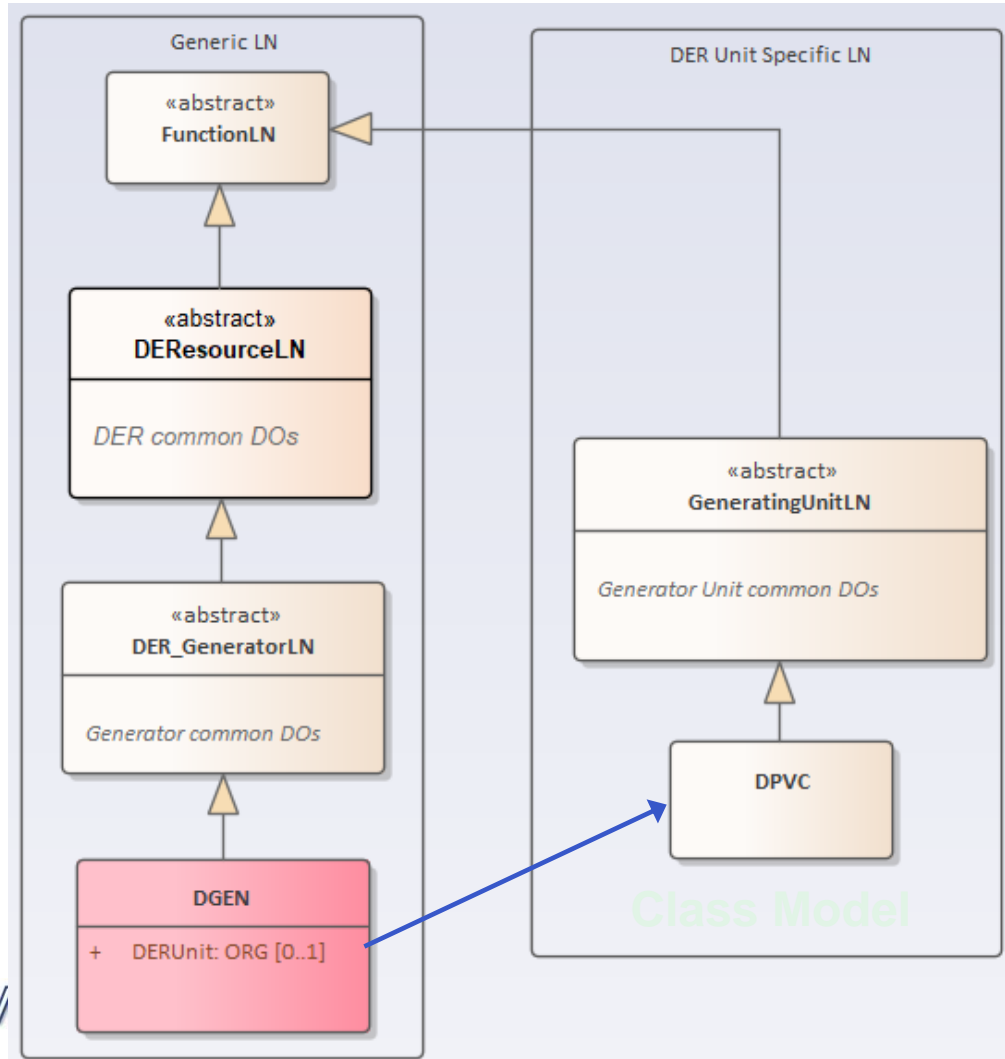 Generic LN
«abstract»
FunctionLN
«abstract»
DEResourceLN
DER common DOs
«abstract»
DER_GeneratorLN
Generator common DOs
DGEN
+ DERUnit: ORG [0..1]
DER Unit Specific LN
«abstract»
GeneratingUnitLN
Generator Unit common DOs
DPVC
Class Model